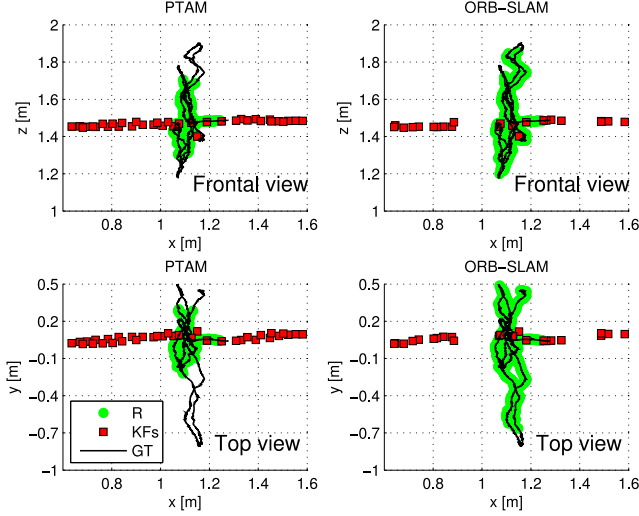 PTAM
2
1.8
1.6
1.4
1.2
1
z [m]
0.8 1 1.2 1.4 1.6
x [m]
Frontal view
ORB−SLAM
2
1.8
1.6
1.4
1.2
1
z [m]
0.8 1 1.2 1.4 1.6
x [m]
Frontal view
PTAM
0.5
0.2
−0.1
−0.4
−0.7
−1
y [m]
R
KFs
GT
0.8 1 1.2 1.4 1.6
x [m]
Top view
ORB−SLAM
0.5
0.2
−0.1
−0.4
−0.7
−1
y [m]
0.8 1 1.2 1.4 1.6
x [m]
Top view